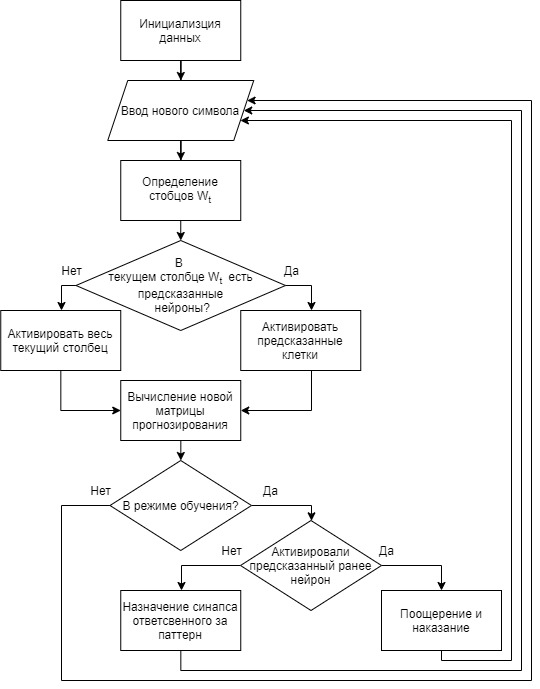 Инициализция
данных
Ввод нового символа
Определение
стобцов Wt
В
текущем столбце Wt есть
предсказанные
нейроны?
Нет
Да
Активировать весь
текущий столбец
Активировать
предсказанные
клетки
Вычисление новой
матрицы
прогнозирования
В режиме обучения?
Нет
Да
Активировали
предсказанный ранее
нейрон
Нет
Да
Назначение синапса
ответсвенного за
паттерн
Поощерение и
наказание